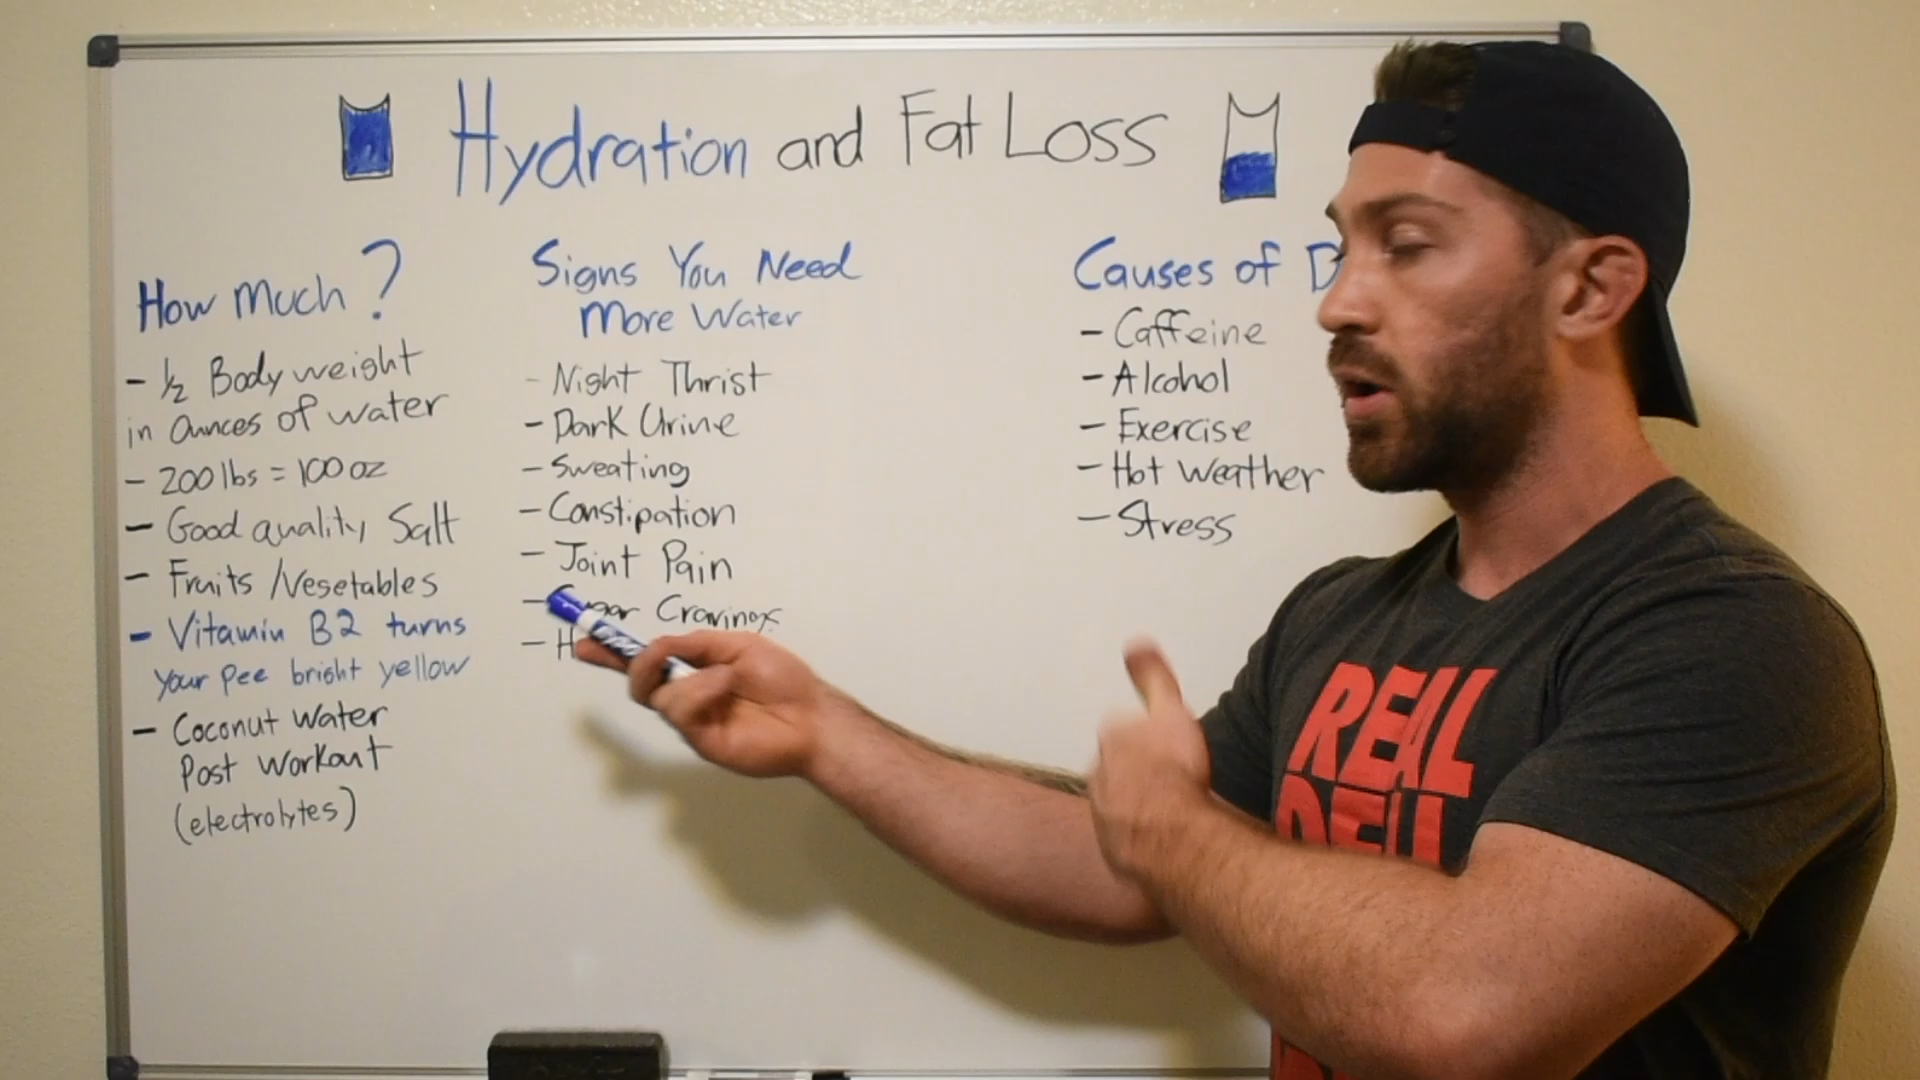 Hydration and Fat Loss
How Much?
- 1/2 Bodyweight
in Ounces of water
- 200 lbs = 100 oz
- Good quality Salt
- Fruits / Vegetables
- Vitamin B2 turns
Your Pee bright yellow
- Coconut Water
Post Workout
(electrolytes)
Signs You Need
More Water
- Night Thrist
- Dark Urine
- Sweating
- Constipation
- Joint Pain
- Cravings
- H
Causes of D
- Caffeine
- Alcohol
- Exercise
- Hot Weather
- Stress
REAL